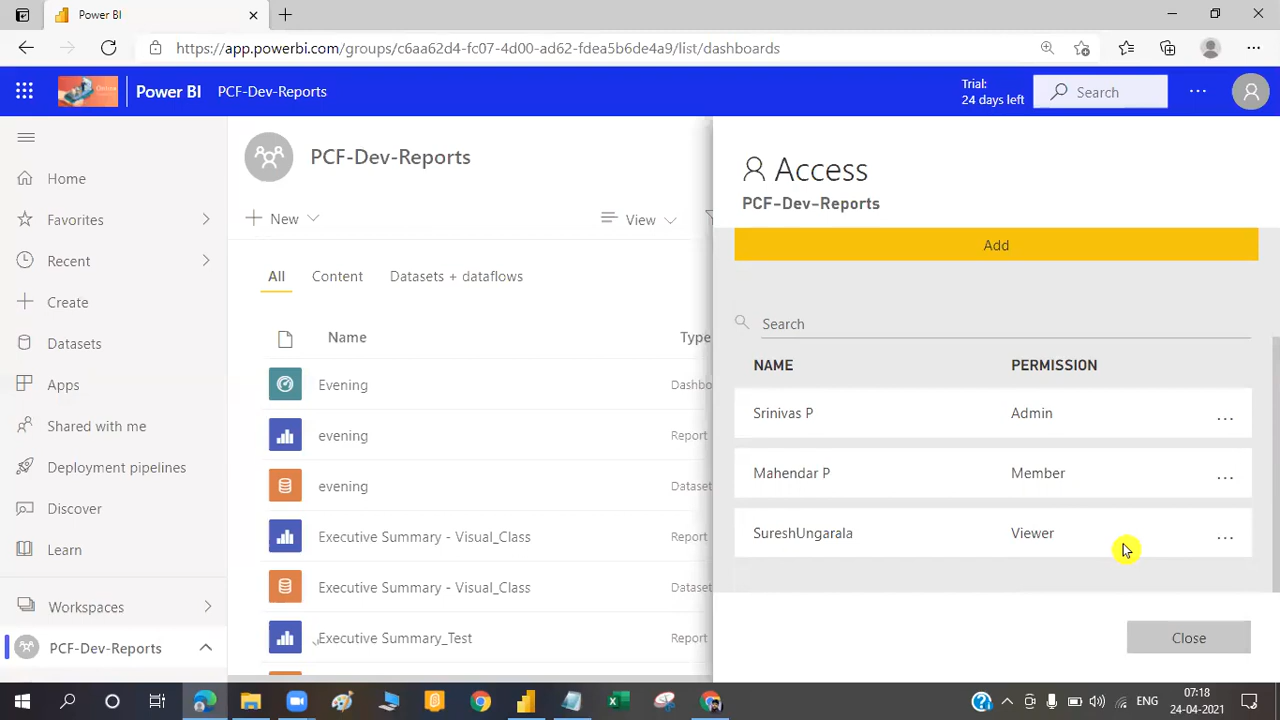 Power BI
https://app.powerbi.com/groups/c6aa62d4-fc07-4d00-ad62-fdea5b6de4a9/list/dashboards
Power BI PCF-Dev-Reports
Trial:
24 days left
Search
Home
Favorites
Recent
Create
Datasets
Apps
Shared with me
Deployment pipelines
Discover
Learn
Workspaces
PCF-Dev-Reports
PCF-Dev-Reports
New
View
All Content Datasets + dataflows
Name Type
Evening Dashbo
evening Report
evening Dataset
Executive Summary - Visual_Class Report
Executive Summary - Visual_Class Dataset
Executive Summary_Test Report
Access
PCF-Dev-Reports
Add
Search
NAME PERMISSION
Srinivas P Admin
Mahendar P Member
SureshUngarala Viewer
Close
ENG
07:18
24-04-2021